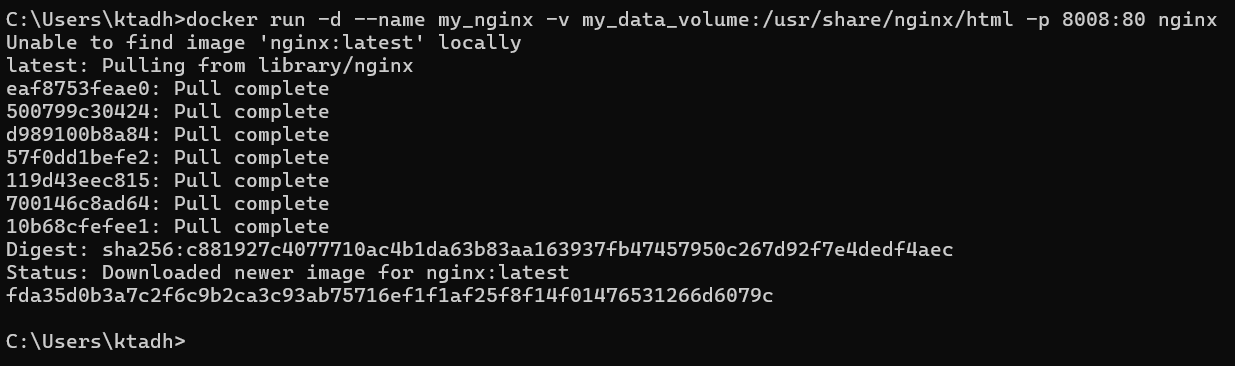 C:\Users\ktadh>docker run -d --name my_nginx -v my_data_volume:/usr/share/nginx/html -p 8008:80 nginx
Unable to find image 'nginx:latest' locally
latest: Pulling from library/nginx
eaf8753feae0: Pull complete
500799c30424: Pull complete
d989100b8a84: Pull complete
57f0dd1befe2: Pull complete
119d43eec815: Pull complete
700146c8ad64: Pull complete
10b68cfefee1: Pull complete
Digest: sha256:c881927c4077710ac4b1da63b83aa163937fb47457950c267d92f7e4dedf4aec
Status: Downloaded newer image for nginx:latest
fda35d0b3a7c2f6c9b2ca3c93ab75716ef1f1af25f8f14f01476531266d6079c
C:\Users\ktadh>